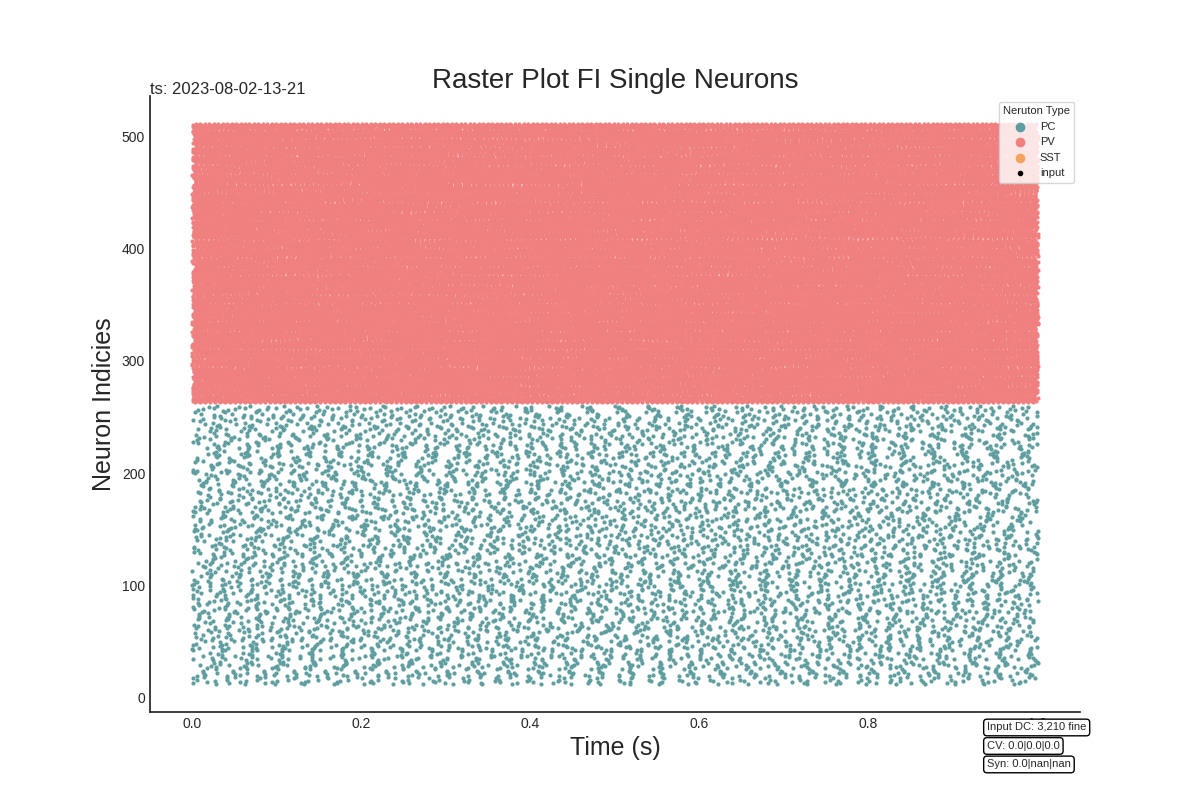 Raster Plot FI Single Neurons
ts: 2023-08-02-13-21
Neruton Type
PC
PV
SST
input
500
400
300
200
100
0
Neuron Indicies
0.0 0.2 0.4 0.6 0.8
Time (s)
Input DC: 3,210 fine
CV: 0.0|0.0|0.0
Syn: 0.0|nan|nan